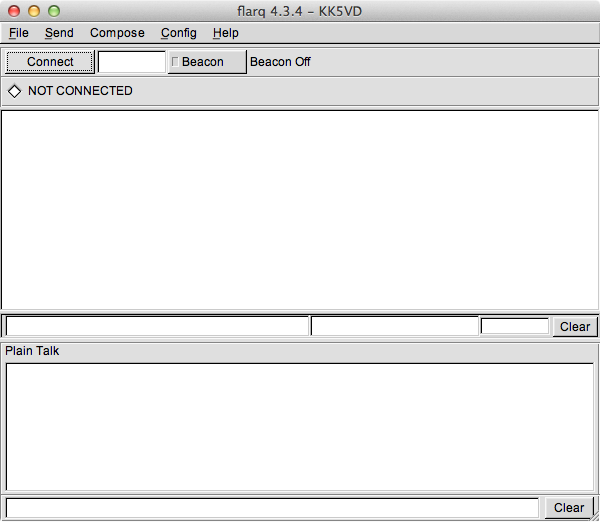 flarq 4.3.4 – KK5VD
File Send Compose Config Help
Connect Beacon Beacon Off
NOT CONNECTED
Clear
Plain Talk
Clear